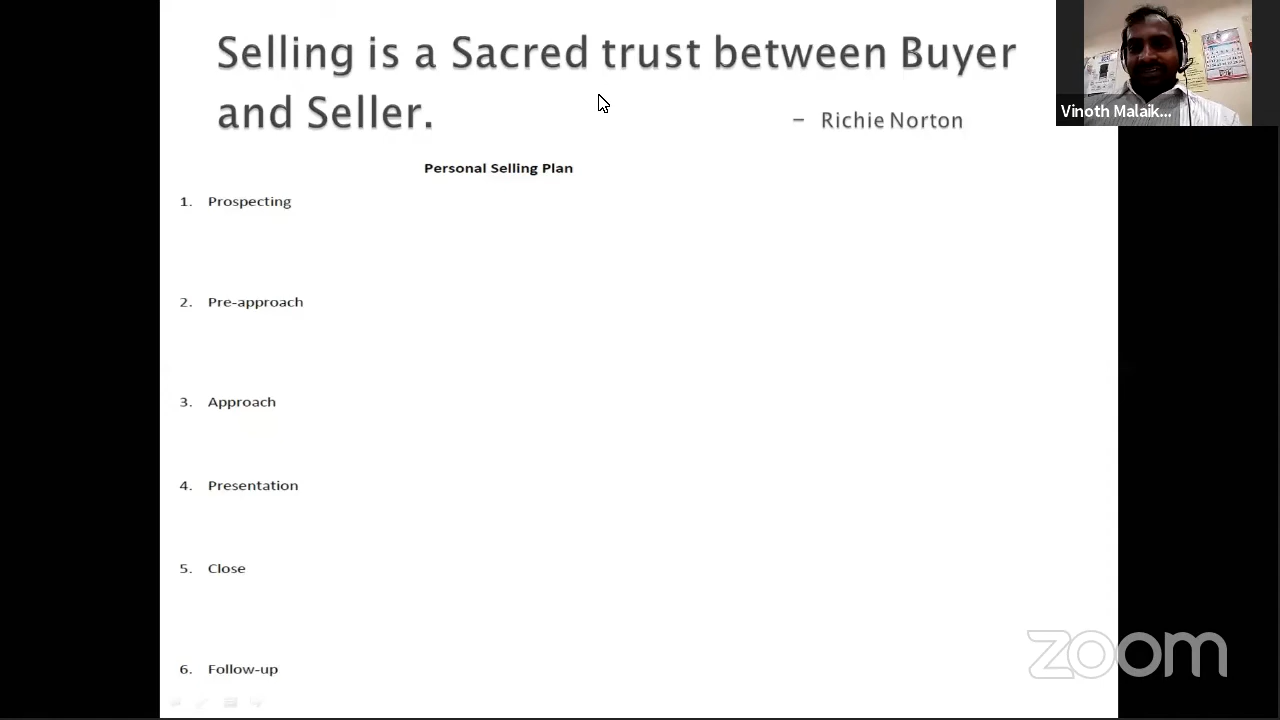 Selling is a Sacred trust between Buyer
and Seller.
– Richie Norton
Vinoth Malaik...
Personal Selling Plan
1. Prospecting
2. Pre-approach
3. Approach
4. Presentation
5. Close
6. Follow-up
zoom